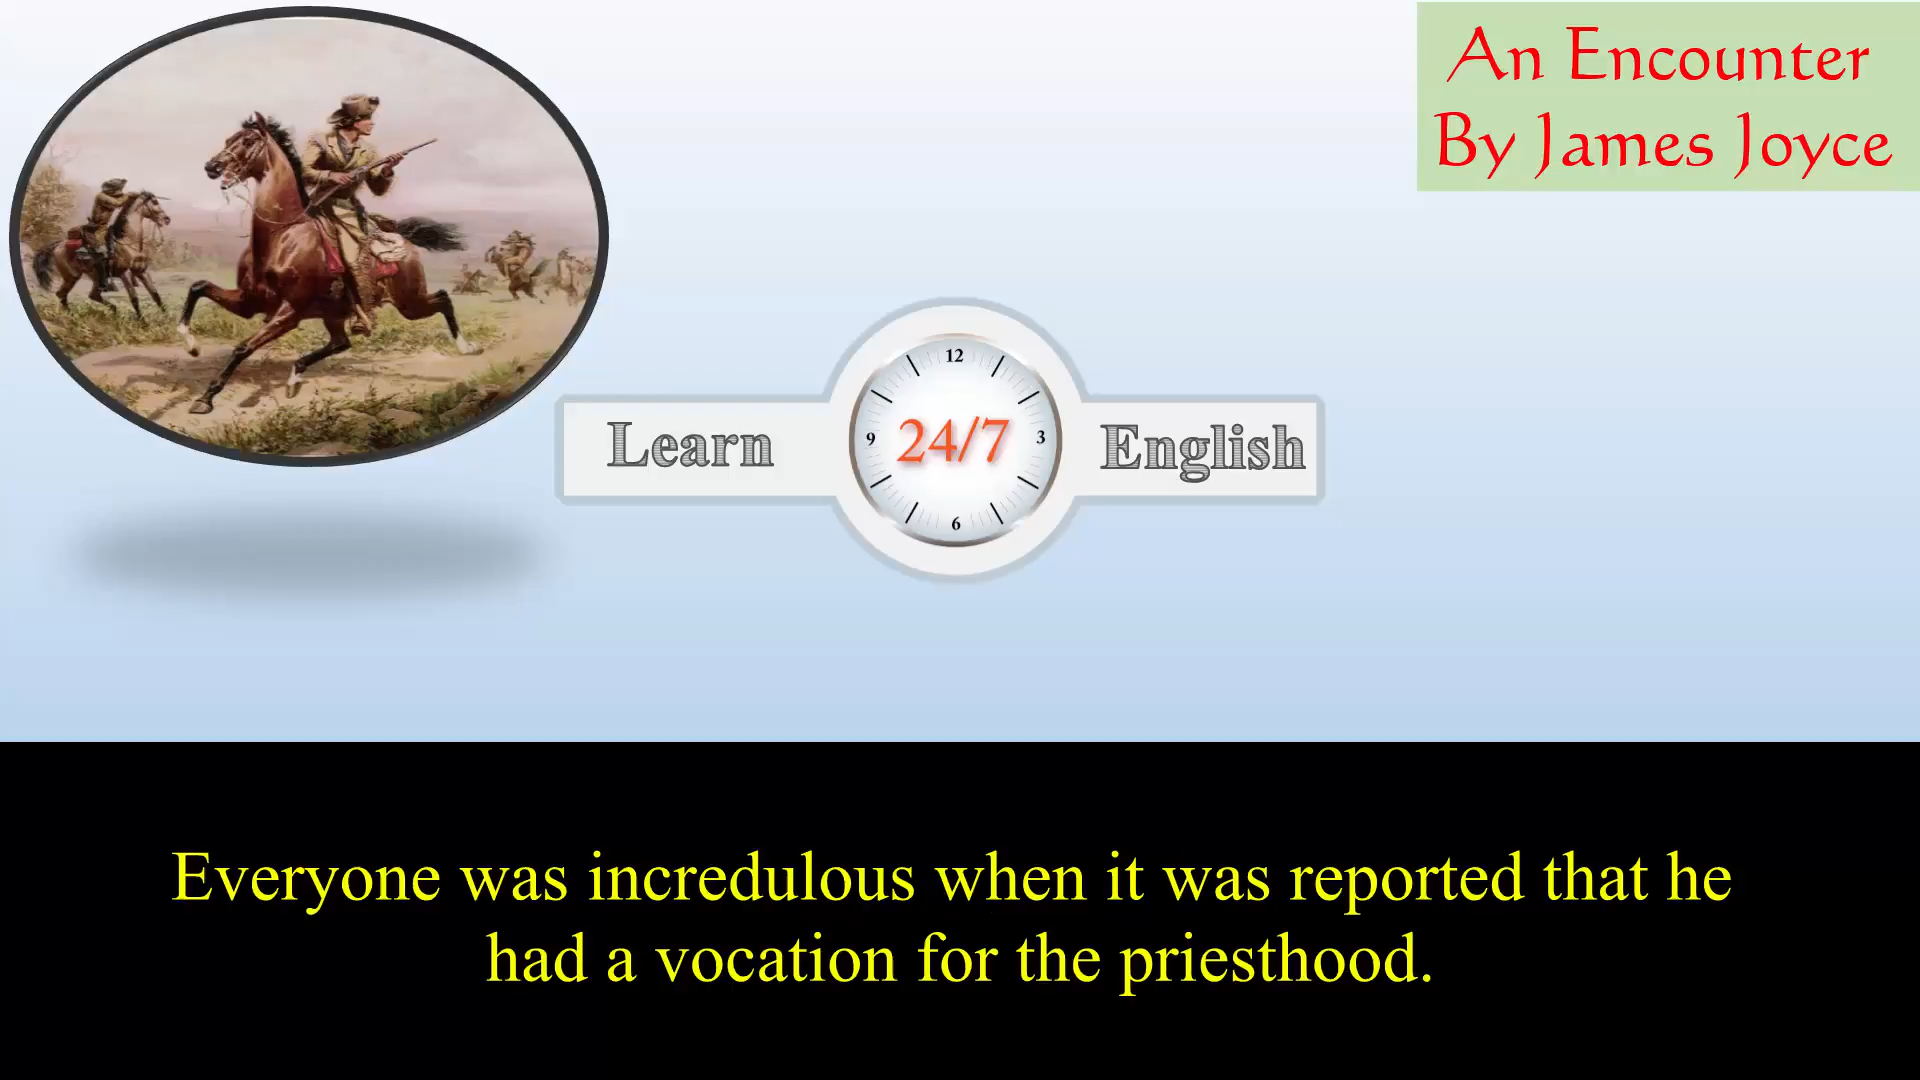 An Encounter
By James Joyce
12
Learn
9
24/7
3
English
6
Everyone was incredulous when it was reported that he
had a vocation for the priesthood.